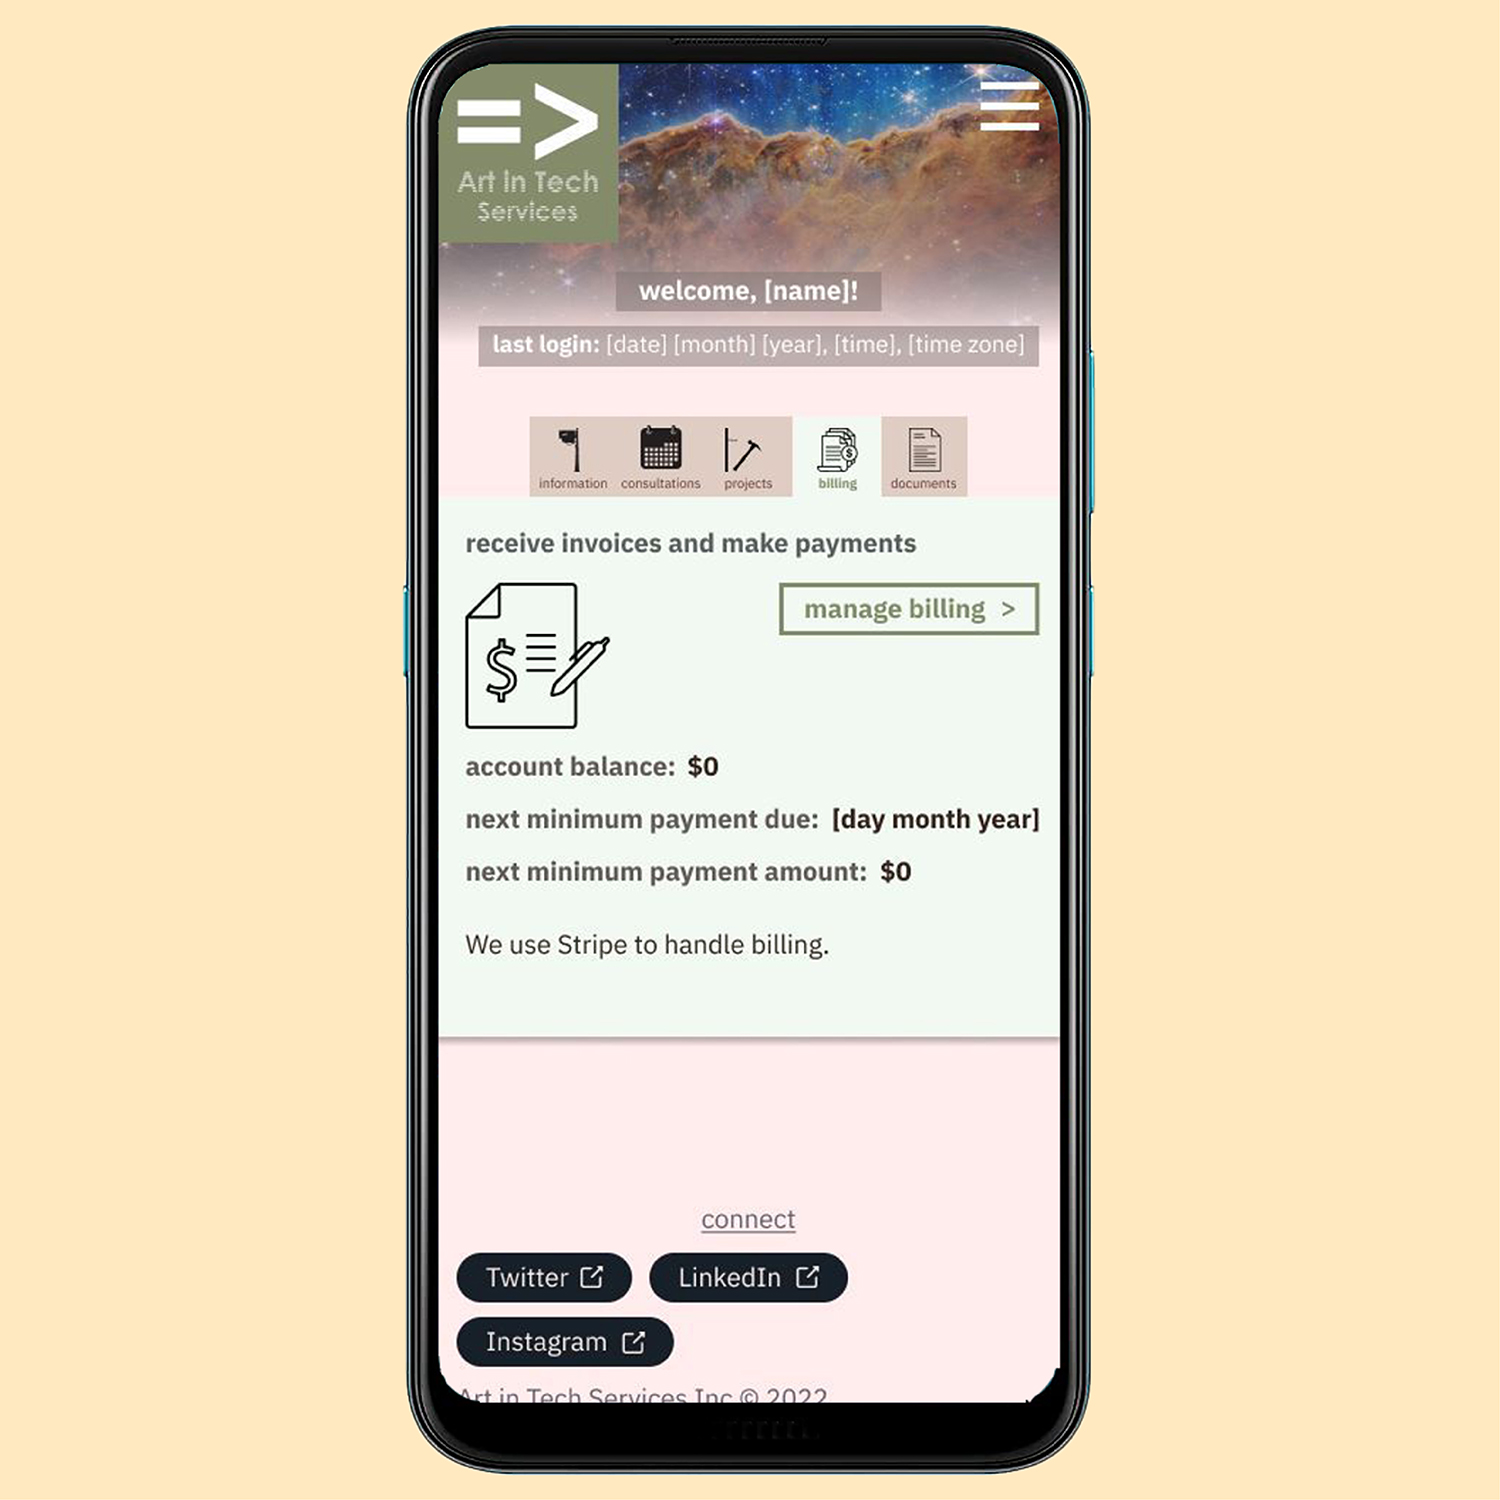 =>
Art in Tech
Services
welcome, [name]!
last login: [date] [month] [year], [time], [time zone]
information consultations projects billing documents
receive invoices and make payments
manage billing >
$
account balance: $0
next minimum payment due: [day month year]
next minimum payment amount: $0
We use Stripe to handle billing.
connect
Twitter LinkedIn
Instagram
Art in Tech Services Inc © 2022